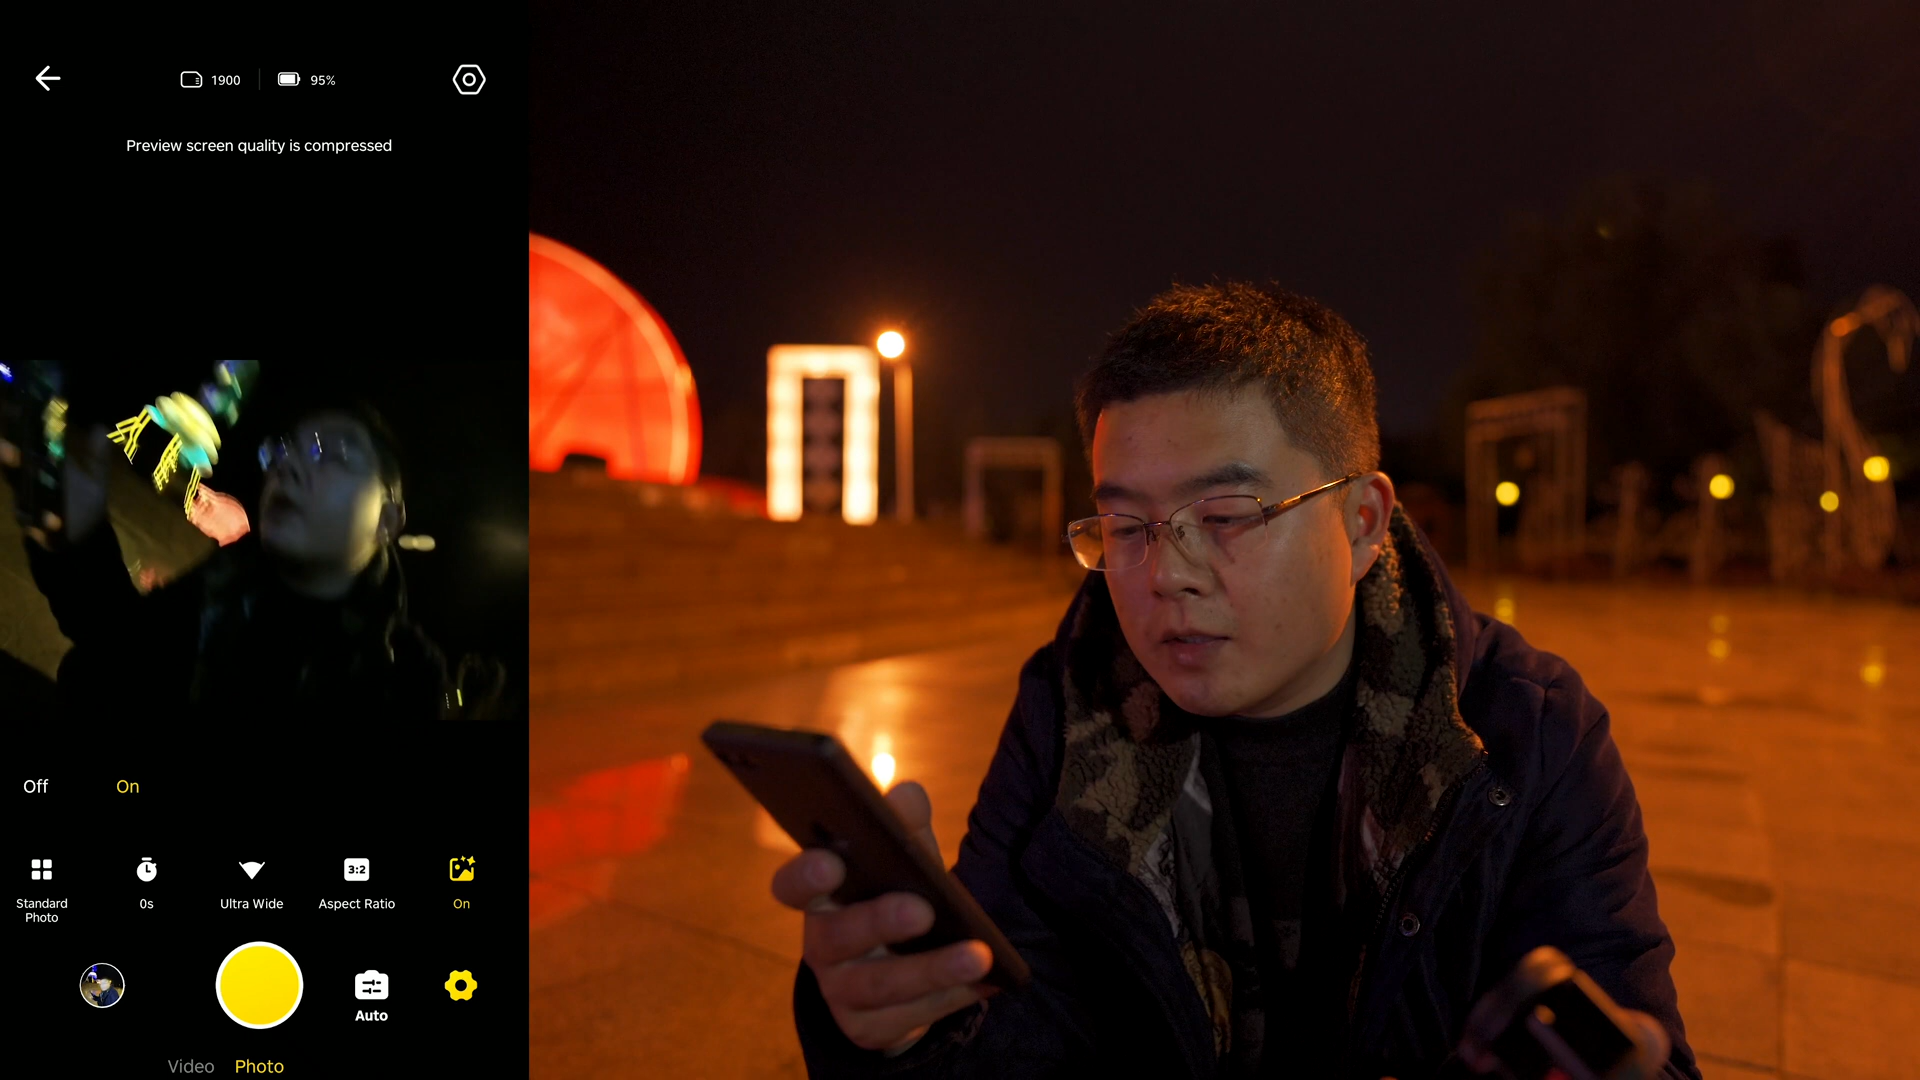 1900
95%
Preview screen quality is compressed
Off
On
3:2
Standard
Photo
0s
Ultra Wide
Aspect Ratio
On
Auto
Video
Photo